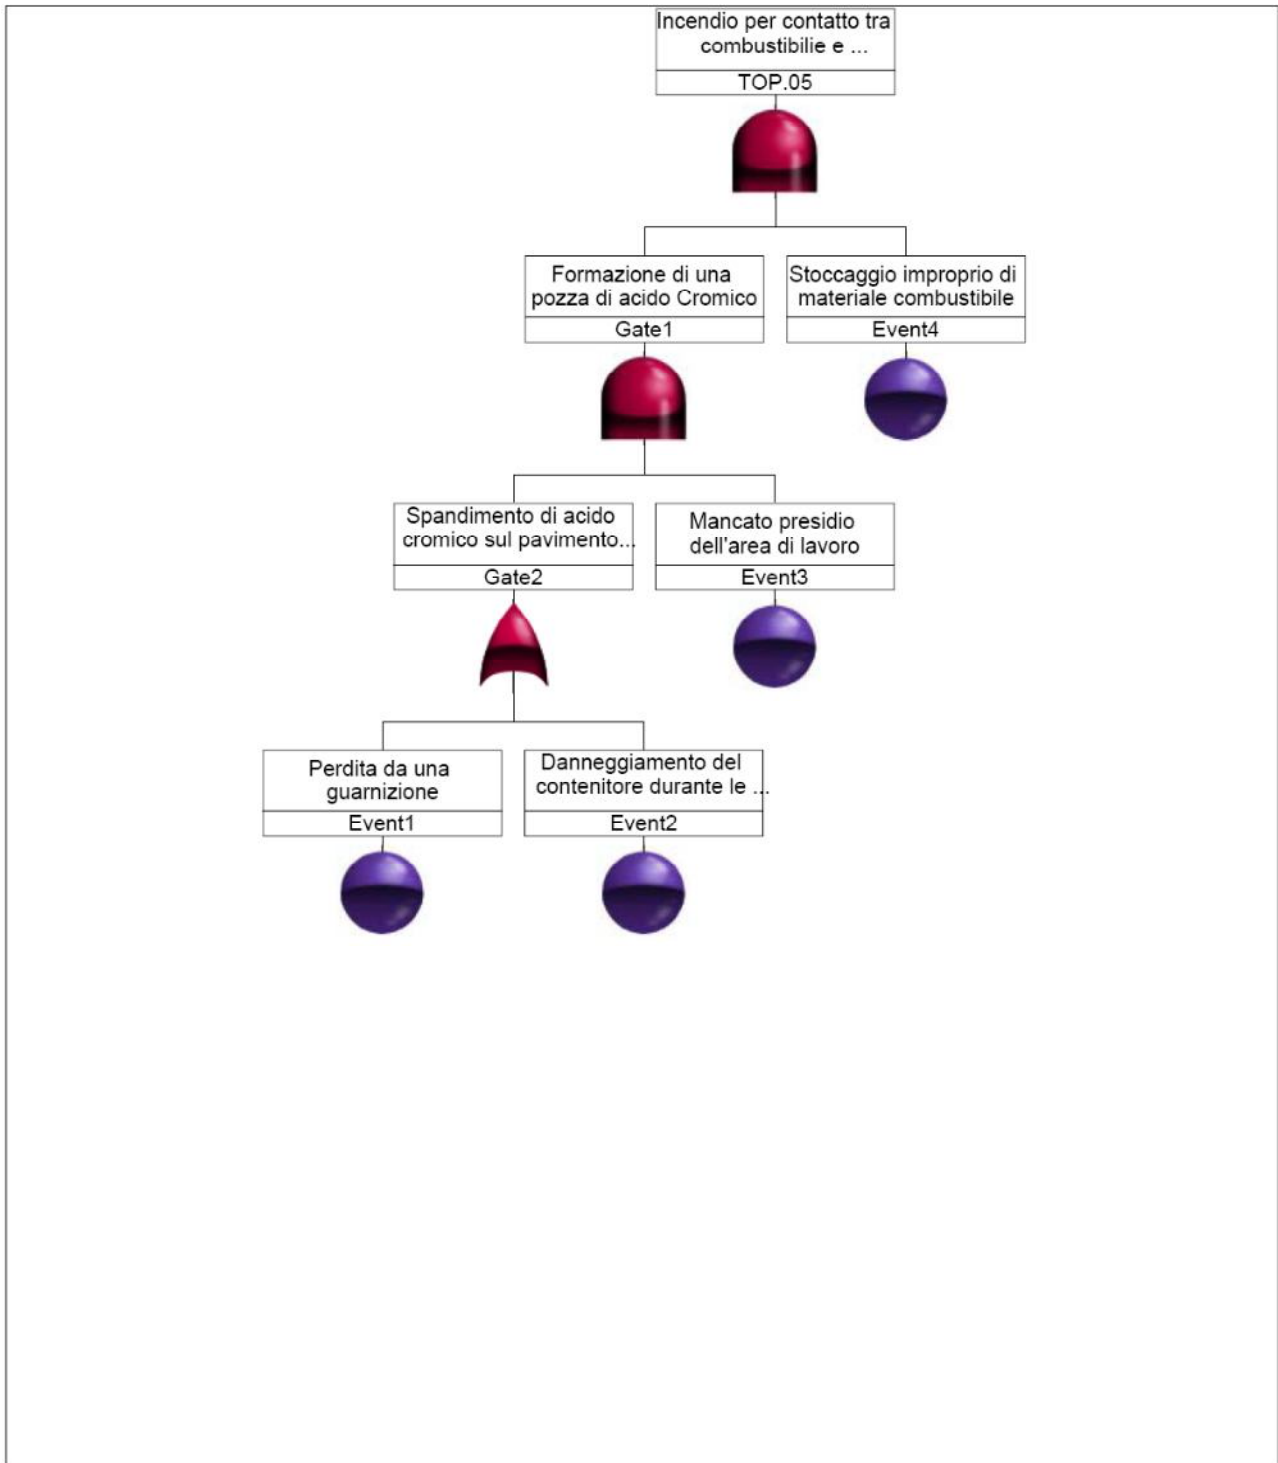 Incendio per contatto tra
combustibilie e ...
TOP.05
Formazione di una
pozza di acido Cromico
Gate1
Stoccaggio improprio di
materiale combustibile
Event4
Spandimento di acido
cromico sul pavimento...
Gate2
Mancato presidio
dell'area di lavoro
Event3
Perdita da una
guarnizione
Event1
Danneggiamento del
contenitore durante le ...
Event2